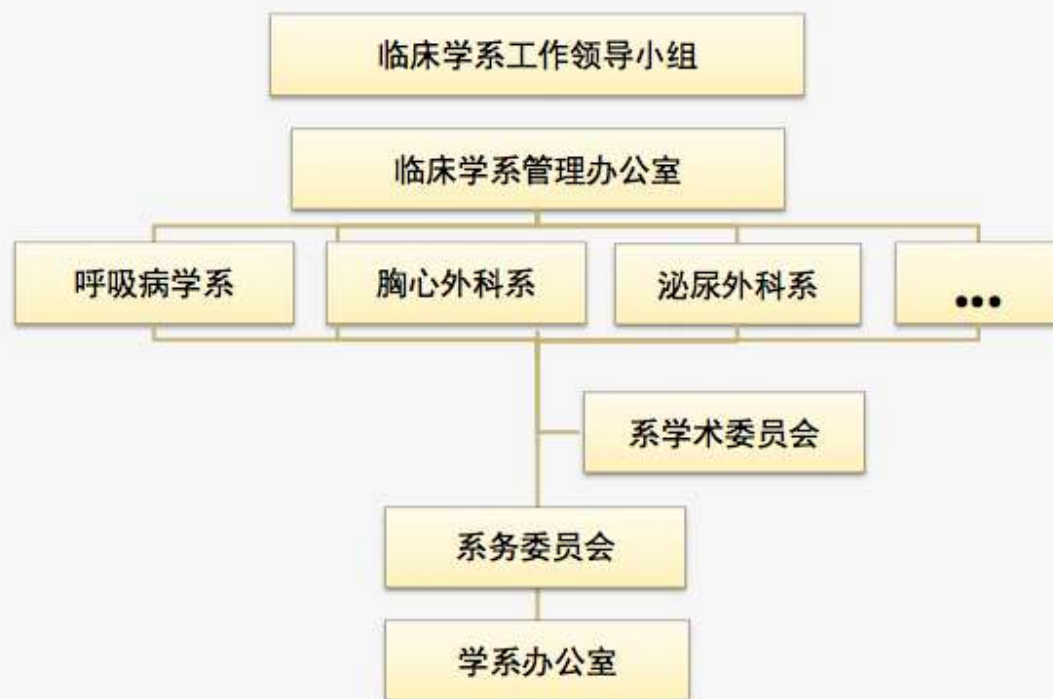 临床学系工作领导小组
临床学系管理办公室
呼吸病学系
胸心外科系
泌尿外科系
...
系学术委员会
系务委员会
学系办公室